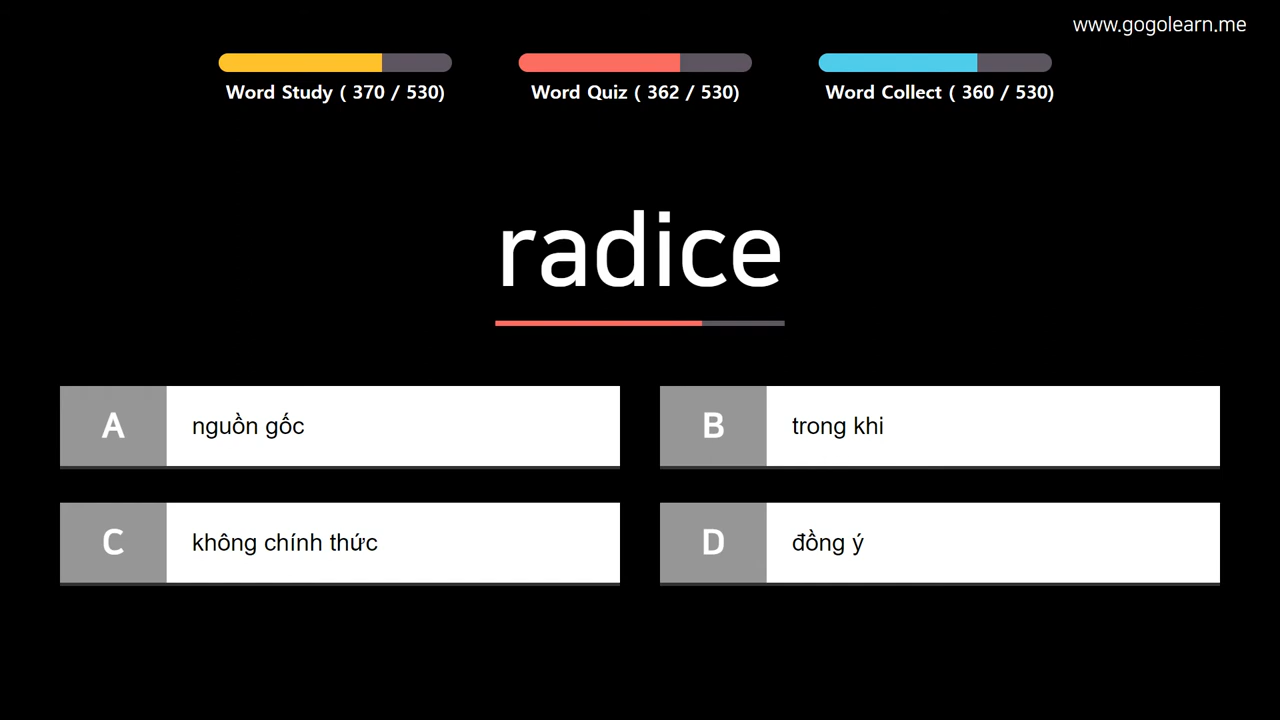 www.gogolearn.me
Word Study ( 370 / 530)
Word Quiz ( 362 / 530)
Word Collect ( 360 / 530)
radice
A
nguồn gốc
B
trong khi
C
không chính thức
D
đồng ý